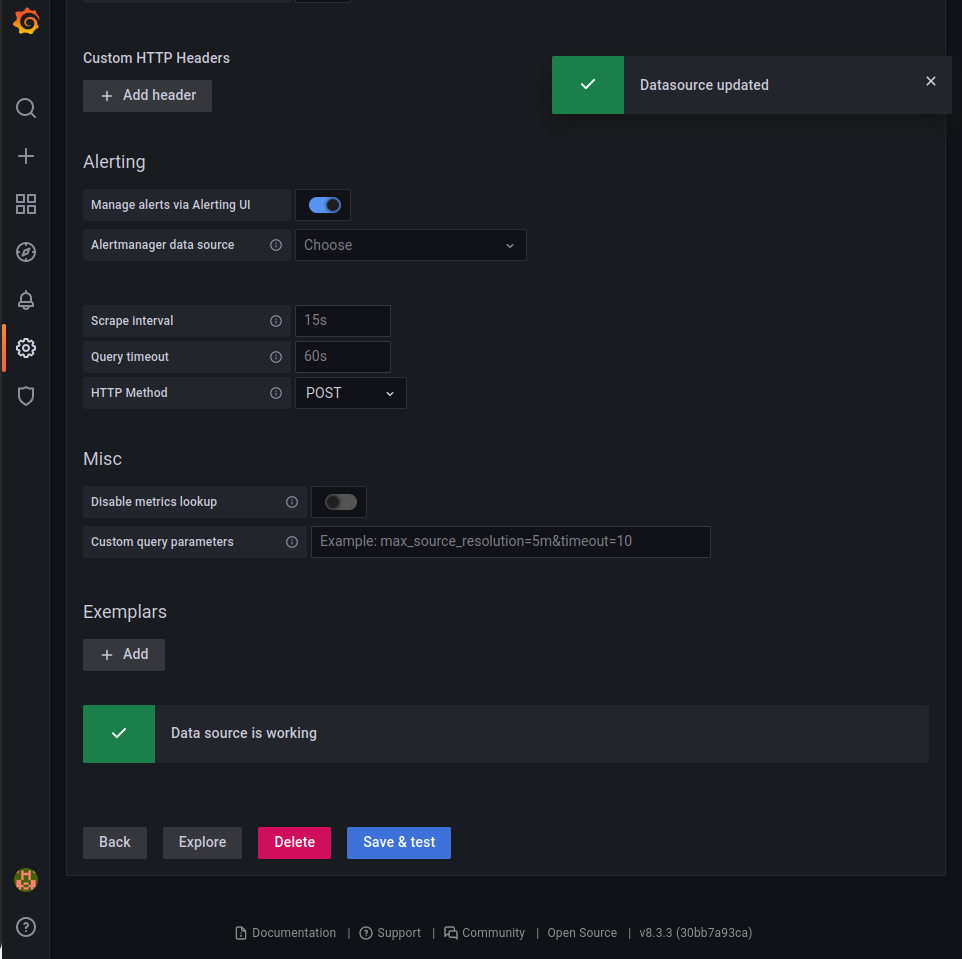 Custom HTTP Headers
Add header
Datasource updated
Alerting
Manage alerts via Alerting UI
Alertmanager data source
Choose
Scrape interval
15s
Query timeout
60s
HTTP Method
POST
Misc
Disable metrics lookup
Custom query parameters
Example: max_source_resolution=5m&timeout=10
Exemplars
Add
Data source is working
Back Explore Delete Save & test
Documentation | Support | Community | Open Source | v8.3.3 (30bb7a93ca)